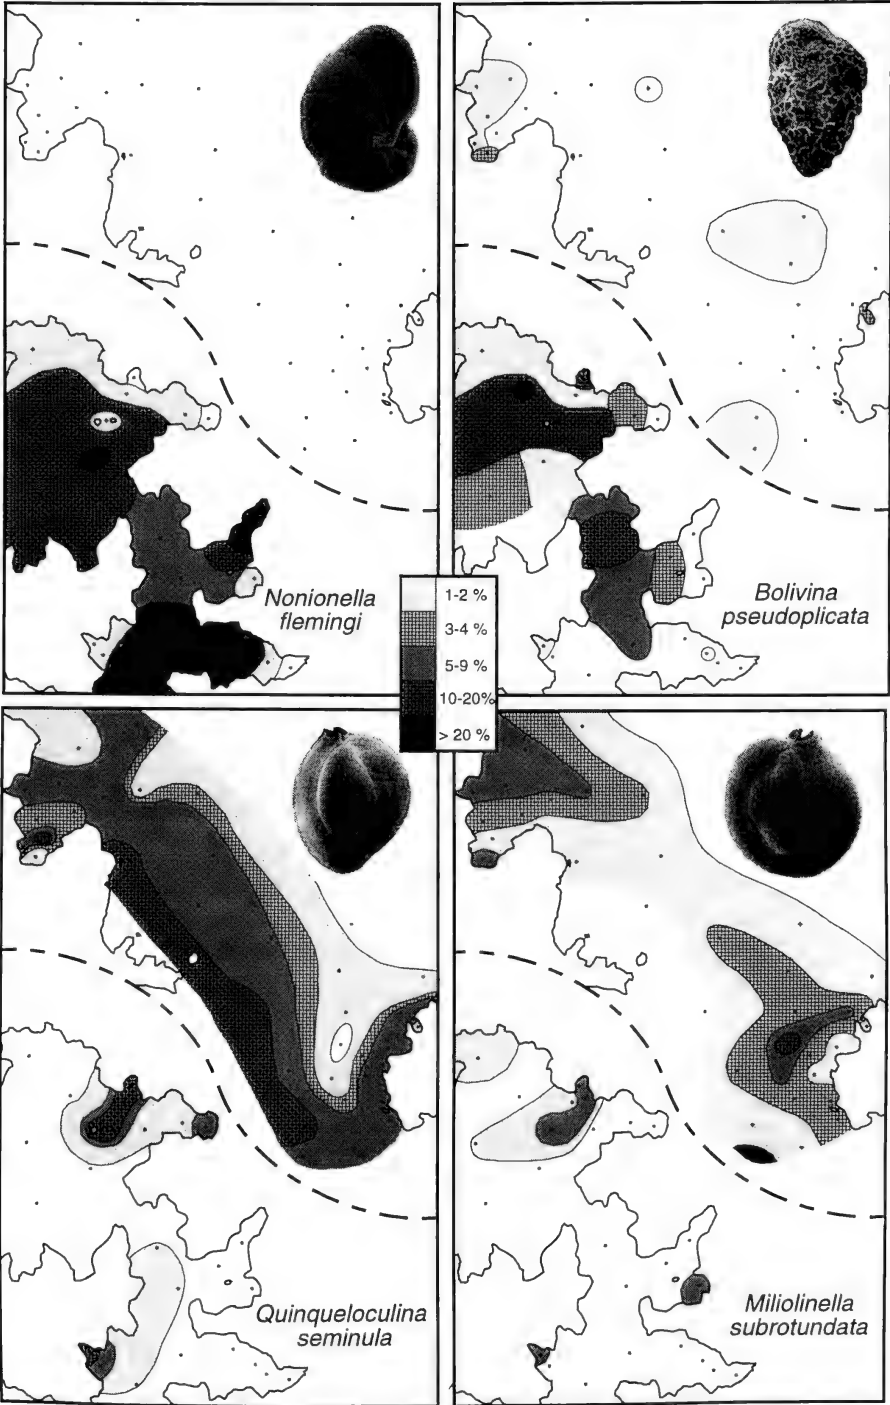 Nonionella
flemingi
Bolivina
pseudoplicata
1-2 %
3-4 %
5-9 %
10-20%
> 20 %
Quinqueloculina
seminula
Miliolinella
subrotundata